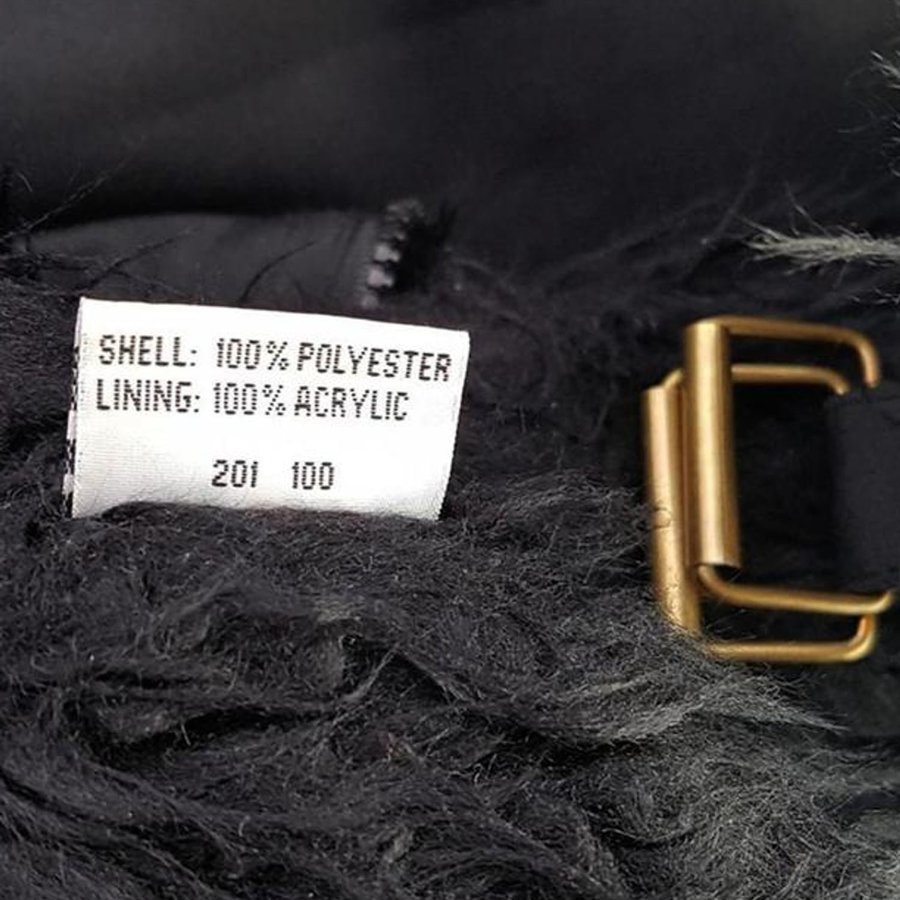 SHELL: 100% POLYESTER
LINING: 100% ACRYLIC
201 100